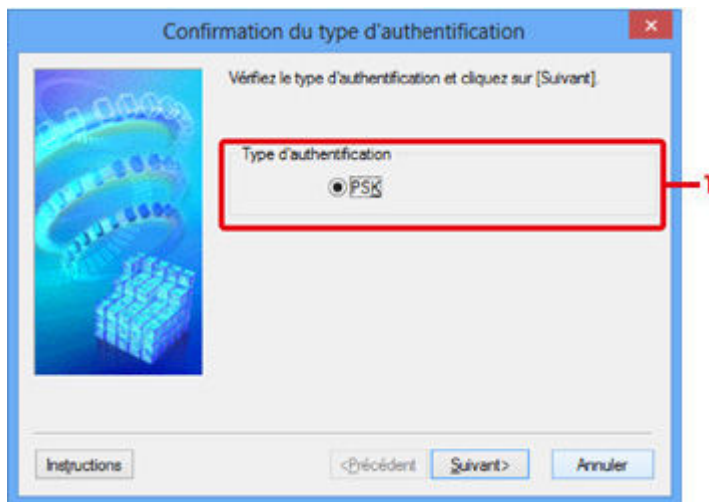 Confirmation du type d'authentification
Vérifiez le type d'authentification et cliquez sur [Suivant].
Type d'authentification
PSK
1
Instructions
<Précédent
Suivant>
Annuler